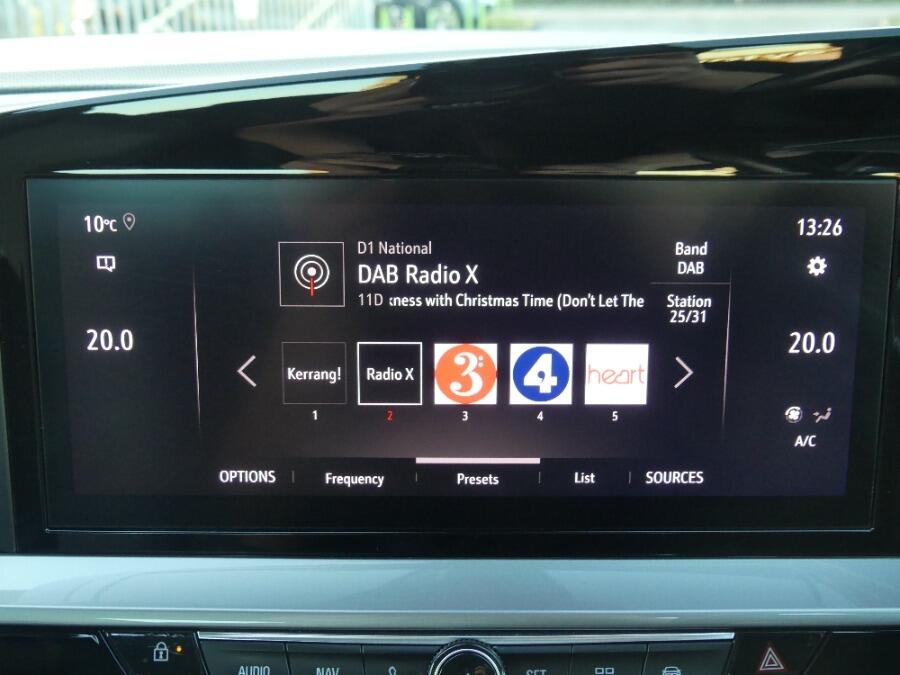 10°C
13:26
D1 National
DAB Radio X
11D :ness with Christmas Time (Don't Let The
Band
DAB
Station
25/31
20.0
20.0
Kerrang!
Radio X
3:
4
heart
1
2
3
4
5
A/C
OPTIONS
Frequency
Presets
List
SOURCES
AUDIO
NAV
SET